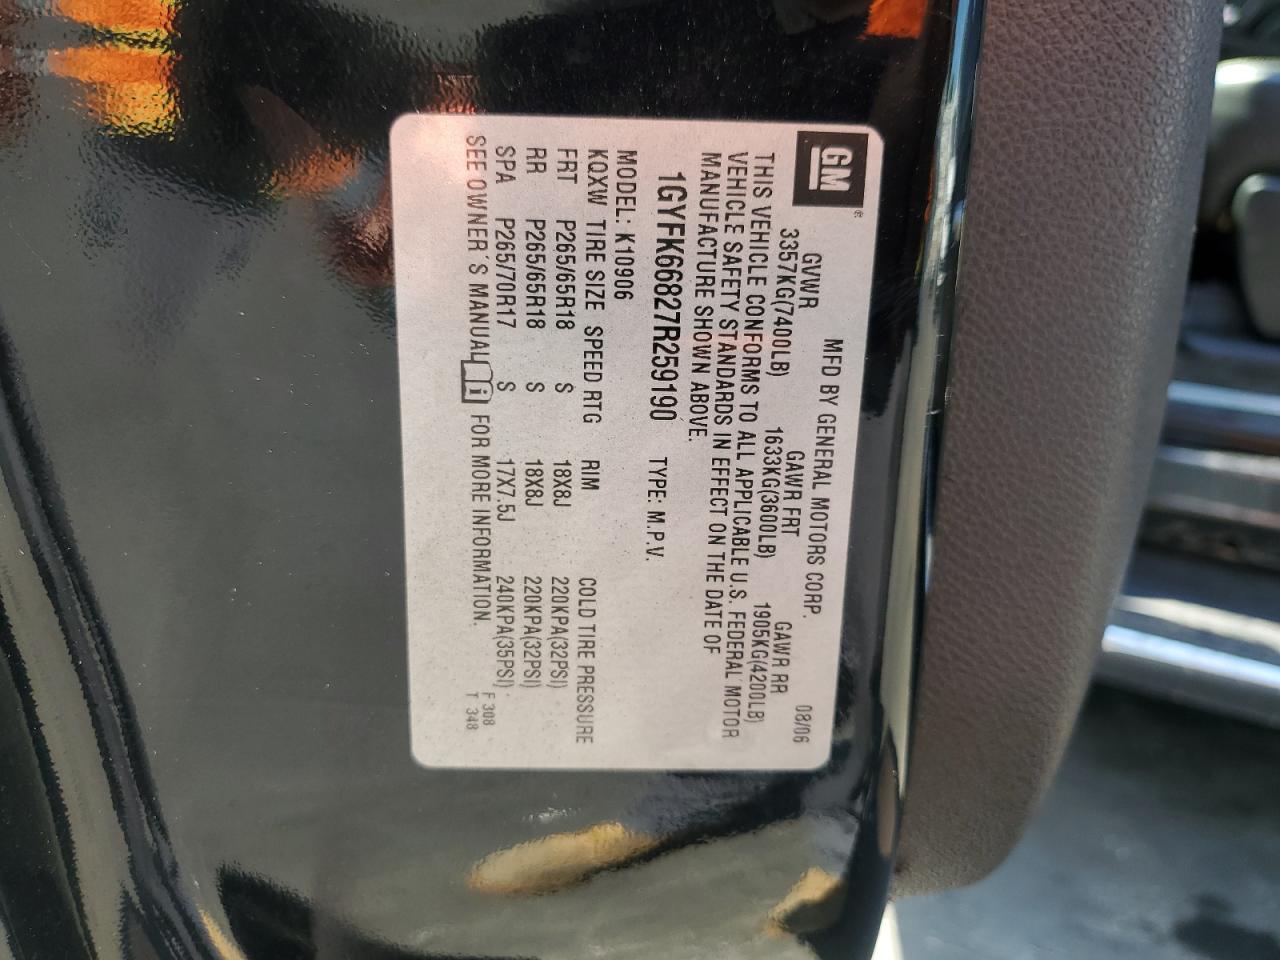 GM
MFD BY GENERAL MOTORS CORP. 08/06
GVWR GAWR FRT GAWR RR
3357KG(7400LB) 1633KG(3600LB) 1905KG(4200LB)
THIS VEHICLE CONFORMS TO ALL APPLICABLE U.S. FEDERAL MOTOR
VEHICLE SAFETY STANDARDS IN EFFECT ON THE DATE OF
MANUFACTURE SHOWN ABOVE.
1GYFK66827R259190 TYPE: M.P.V.
MODEL: K10906
KQXW TIRE SIZE SPEED RTG RIM COLD TIRE PRESSURE
FRT P265/65R18 S 18X8J 220KPA(32PSI)
RR P265/65R18 S 18X8J 220KPA(32PSI)
SPA P265/70R17 S 17X7.5J 240KPA(35PSI)
SEE OWNER'S MANUAL i FOR MORE INFORMATION.
F 308
T 348